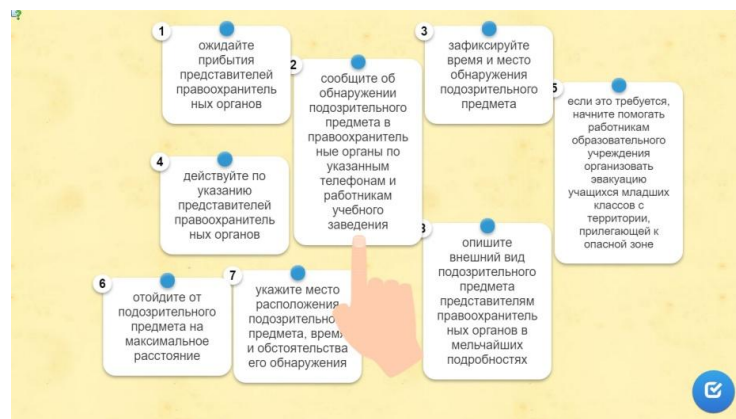 1
ожидайте
прибытия
представителей
правоохранитель
ных органов
2
сообщите об
обнаружении
подозрительного
предмета в
правоохранитель
ные органы по
указанным
телефонам и
работникам
учебного
заведения
3
зафиксируйте
время и место
обнаружения
подозрительного
предмета
5
если это требуется,
начните помогать
работникам
образовательного
учреждения
организовать
эвакуацию
учащихся младших
классов с
территории,
прилегающей к
опасной зоне
4
действуйте по
указанию
представителей
правоохранитель
ных органов
6
отойдите от
подозрительного
предмета на
максимальное
расстояние
7
укажите место
расположения
подозрительного
предмета, время
и обстоятельства
его обнаружения
8
опишите
внешний вид
подозрительного
предмета
представителям
правоохранитель
ных органов в
мельчайших
подробностях